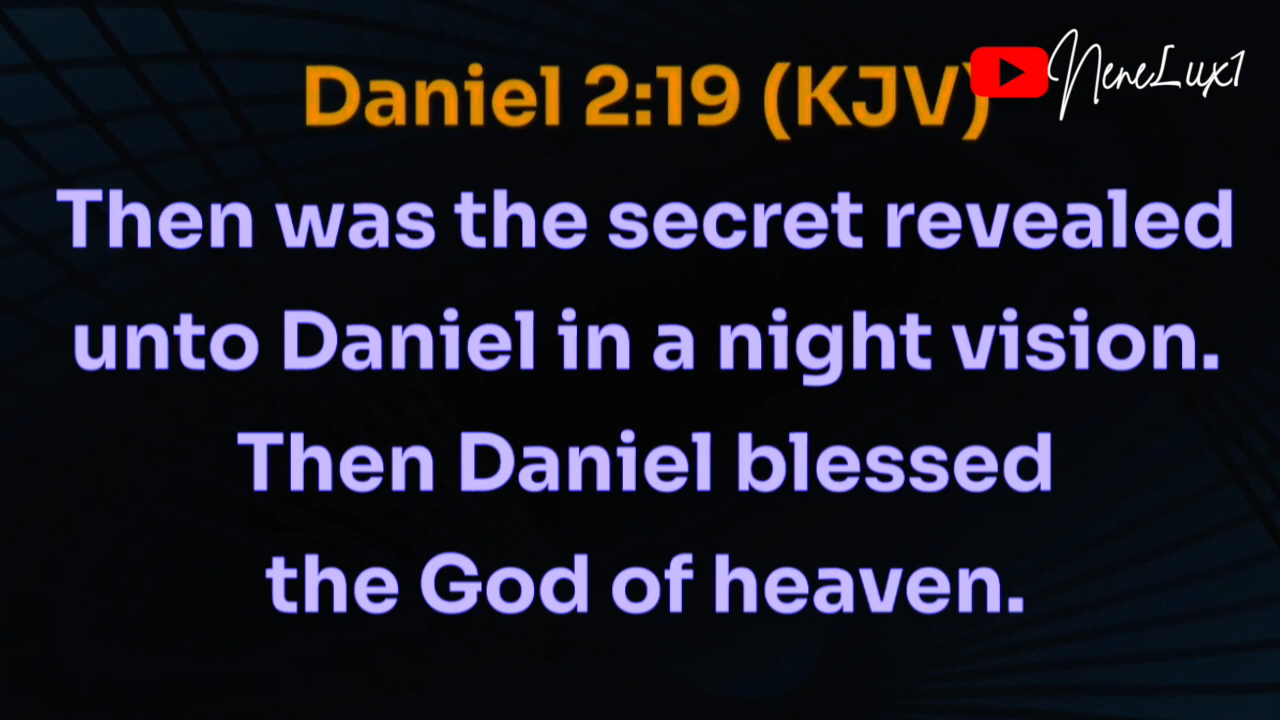 Daniel 2:19 (KJV)
NeneLux1
Then was the secret revealed
unto Daniel in a night vision.
Then Daniel blessed
the God of heaven.